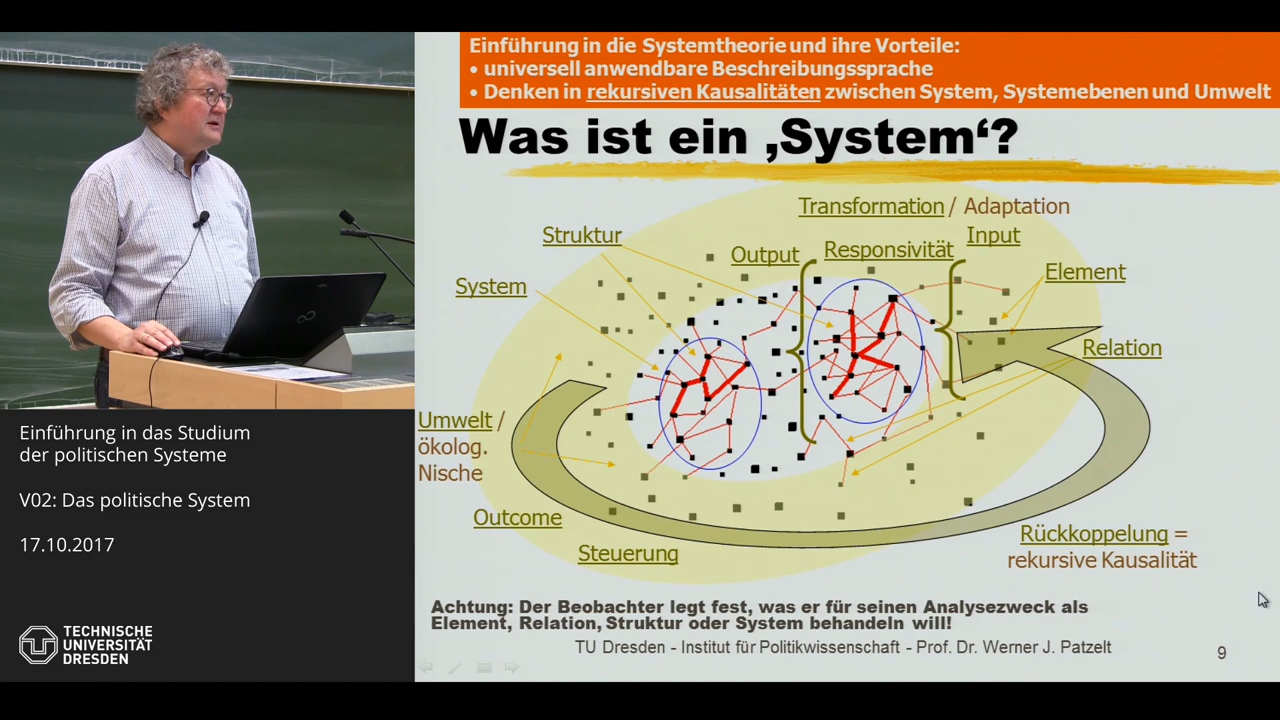 Einführung in die Systemtheorie und ihre Vorteile:
• universell anwendbare Beschreibungssprache
• Denken in rekursiven Kausalitäten zwischen System, Systemebenen und Umwelt
Was ist ein ‚System‘?
Transformation / Adaptation
Struktur
Output
Responsivität
Input
System
Element
Relation
Umwelt /
ökolog.
Nische
Outcome
Steuerung
Rückkoppelung =
rekursive Kausalität
Achtung: Der Beobachter legt fest, was er für seinen Analysezweck als
Element, Relation, Struktur oder System behandeln will!
TU Dresden - Institut für Politikwissenschaft - Prof. Dr. Werner J. Patzelt
9
Einführung in das Studium
der politischen Systeme
V02: Das politische System
17.10.2017
TECHNISCHE
UNIVERSITÄT
DRESDEN